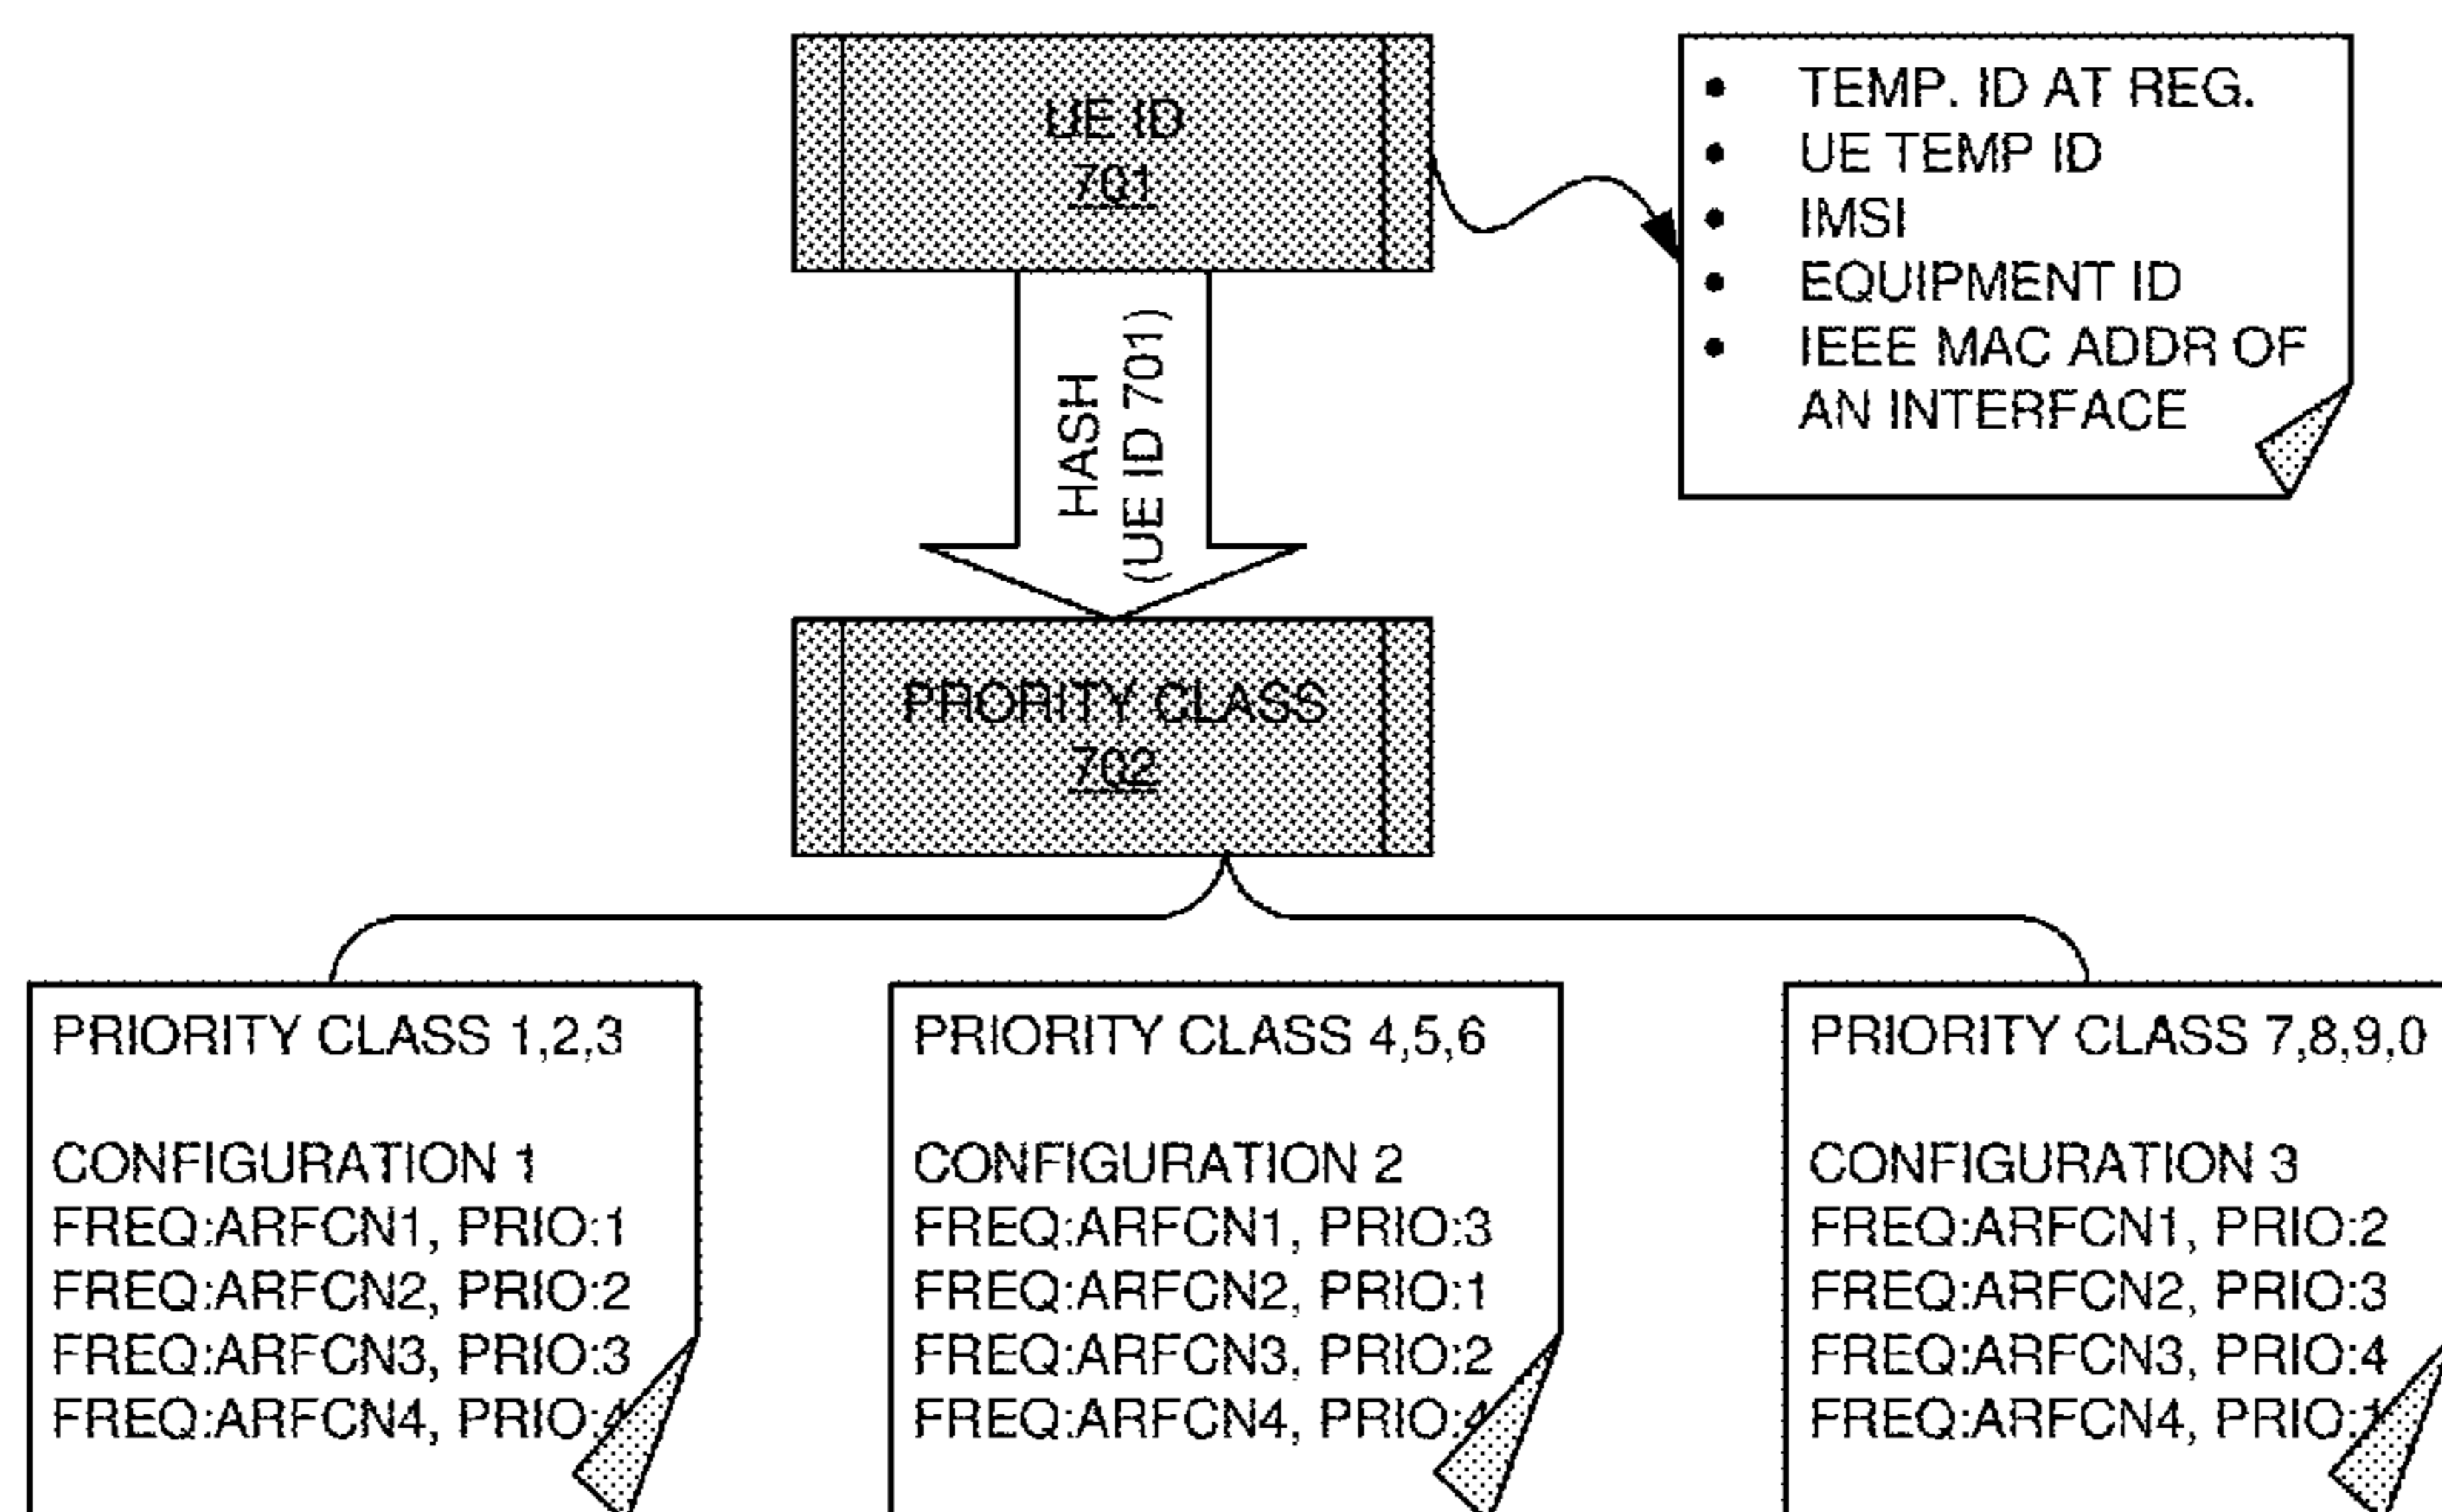 UE ID
701
• TEMP. ID AT REG.
• UE TEMP ID
• IMSI
• EQUIPMENT ID
• IEEE MAC ADDR OF
AN INTERFACE
HASH
(UE ID 701)
PRORITY CLASS
702
PRIORITY CLASS 1,2,3
CONFIGURATION 1
FREQ:ARFCN1, PRIO:1
FREQ:ARFCN2, PRIO:2
FREQ:ARFCN3, PRIO:3
FREQ:ARFCN4, PRIO:4
PRIORITY CLASS 4,5,6
CONFIGURATION 2
FREQ:ARFCN1, PRIO:3
FREQ:ARFCN2, PRIO:1
FREQ:ARFCN3, PRIO:2
FREQ:ARFCN4, PRIO:4
PRIORITY CLASS 7,8,9,0
CONFIGURATION 3
FREQ:ARFCN1, PRIO:2
FREQ:ARFCN2, PRIO:3
FREQ:ARFCN3, PRIO:4
FREQ:ARFCN4, PRIO:1